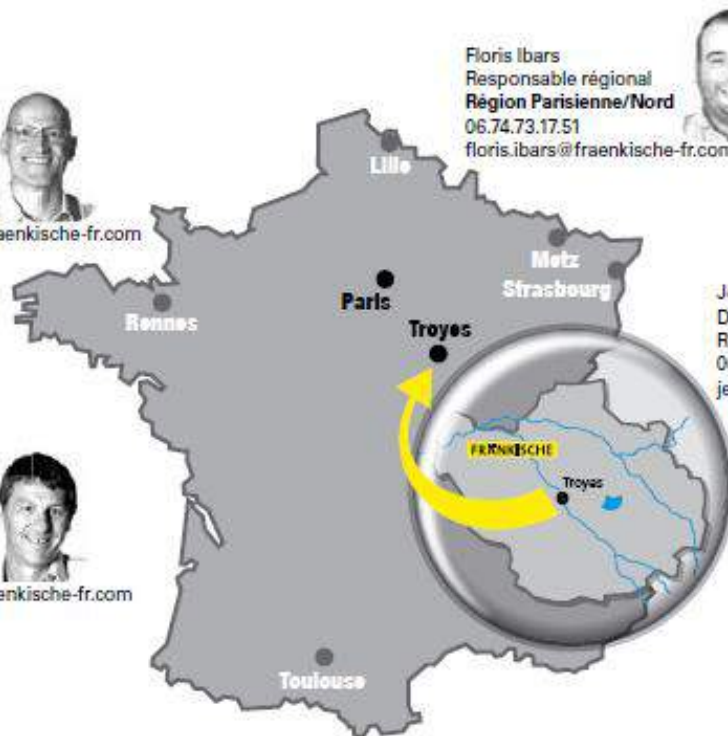 Floris Ibars
Responsable régional
Région Parisienne/Nord
06.74.73.17.51
floris.ibars@fraenkische-fr.com
Lille
aenkische-fr.com
Metz
Strasbourg
Paris
Rennes
Troyes
FRÄNKISCHE
Troyes
enkische-fr.com
Toulouse